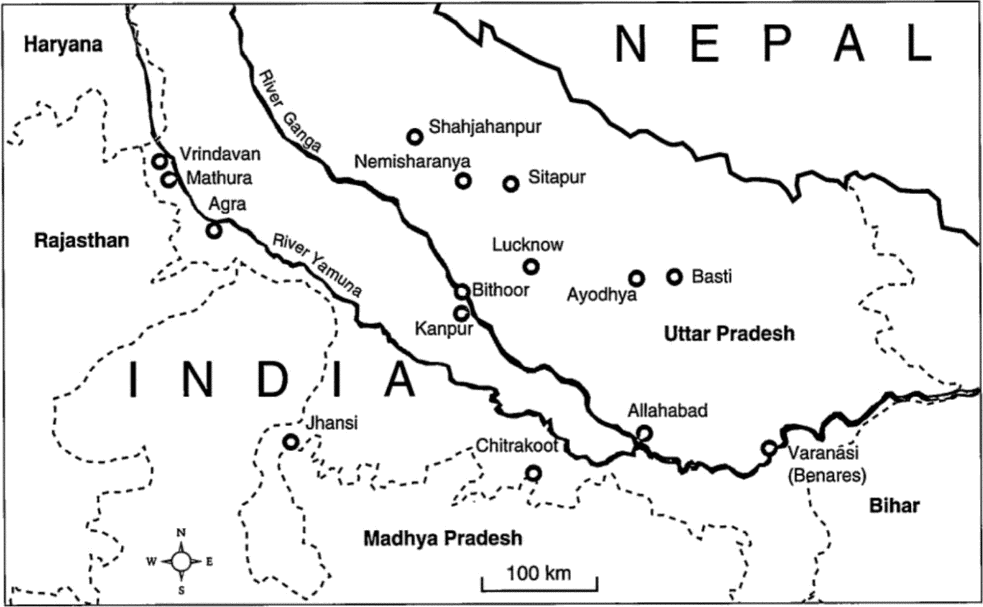 Haryana
N E P A L
River Ganga
Shahjahanpur
Vrindavan
Nemisharanya
Mathura
Sitapur
Agra
Rajasthan
River Yamuna
Lucknow
Bithoor
Ayodhya
Basti
Kanpur
Uttar Pradesh
I N D I A
Allahabad
Jhansi
Chitrakoot
Varanāsi
(Benares)
Bihar
N
Madhya Pradesh
W
E
S
100 km